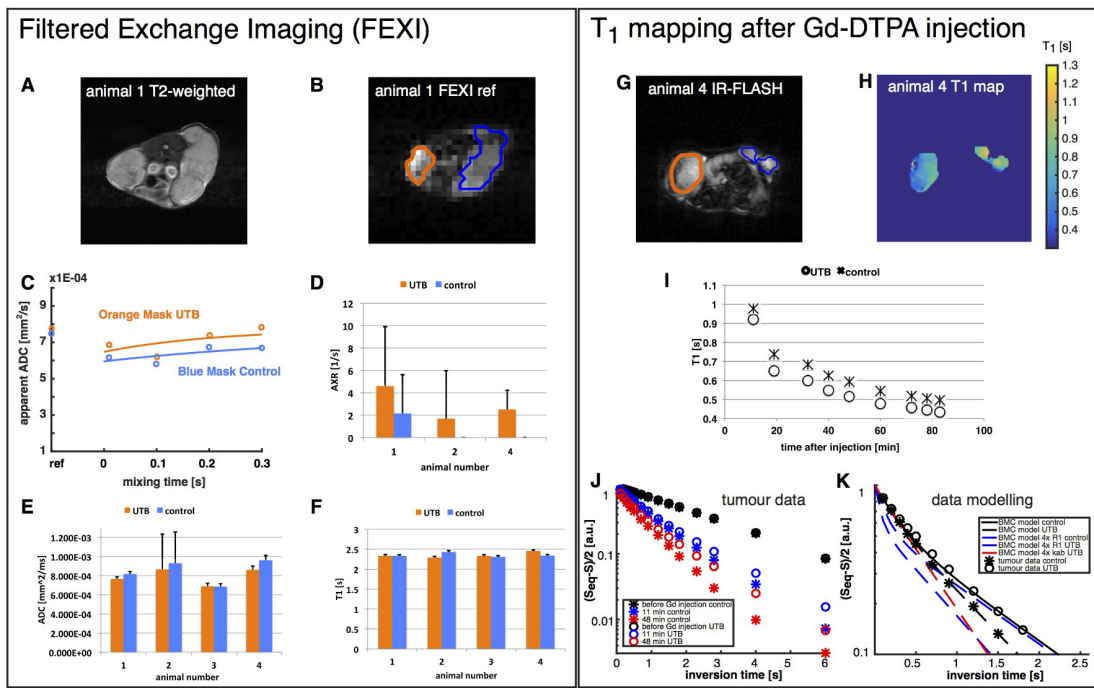 Filtered Exchange Imaging (FEXI)
A
animal 1 T2-weighted
B
animal 1 FEXI ref
C
x1E-04
9
7
5
3
1
apparent ADC [mm²/s]
Orange Mask UTB
Blue Mask Control
ref
0
0.1
0.2
0.3
mixing time [s]
D
UTB
control
12
10
8
6
4
2
0
AXR [1/s]
1
2
4
animal number
E
UTB
control
1.200E-03
1.000E-03
8.000E-04
6.000E-04
4.000E-04
2.000E-04
0.000E+00
ADC [mm^2/ms]
1
2
3
4
animal number
F
UTB
control
3.5
3
2.5
2
1.5
1
0.5
0
T1 [s]
1
2
3
4
animal number
T1 mapping after Gd-DTPA injection
G
animal 4 IR-FLASH
H
animal 4 T1 map
T1 [s]
1.3
1.2
1.1
1.0
0.9
0.8
0.7
0.6
0.5
0.4
I
UTB
control
1.1
1
0.9
0.8
0.7
0.6
0.5
0.4
T1 [s]
0
20
40
60
80
100
time after injection [min]
J
tumour data
1
0.1
0.01
(Seq-S)/2 [a.u.]
before Gd injection control
11 min control
48 min control
before Gd injection UTB
11 min UTB
48 min UTB
0
1
2
3
4
5
6
inversion time [s]
K
data modelling
1
0.1
(Seq-S)/2 [a.u.]
BMC model control
BMC model UTB
BMC model 4x R1 control
BMC model 4x R1 UTB
BMC model 4x kab UTB
tumour data control
tumour data UTB
0.5
1
1.5
2
2.5
inversion time [s]